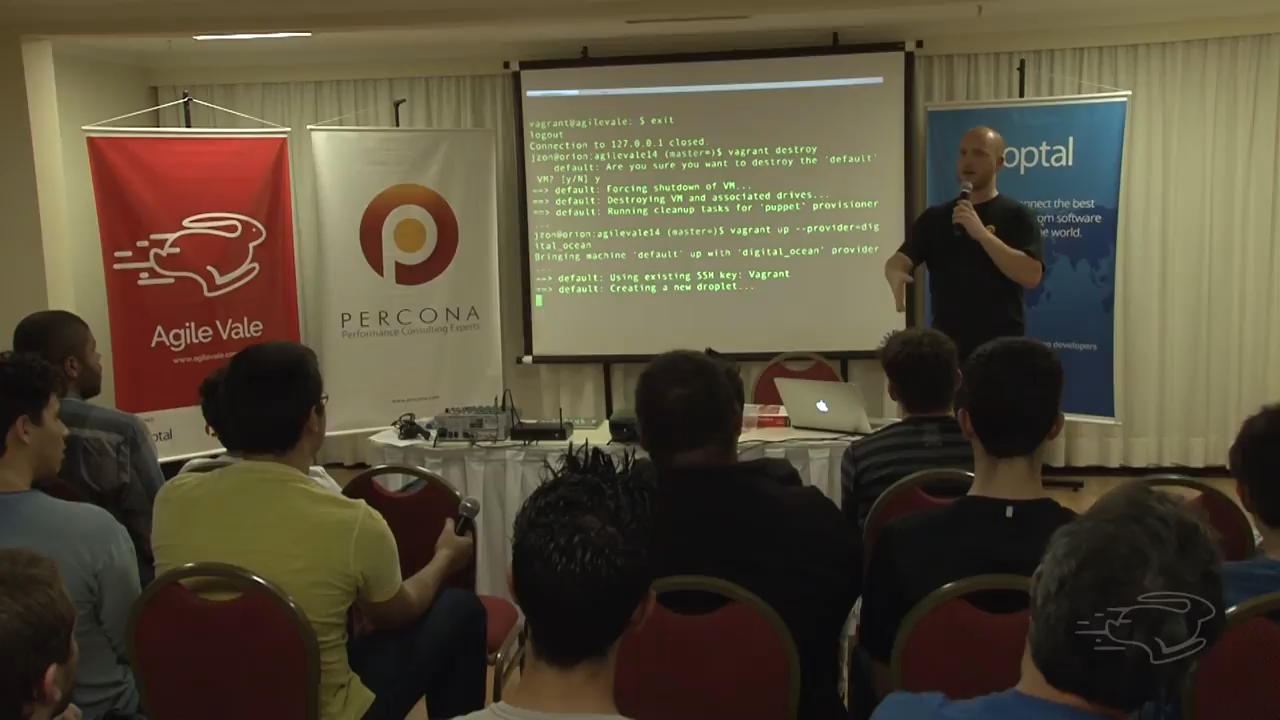 vagrant@agilevale: $ exit
logout
Connection to 127.0.0.1 closed.
jzon@orion:agilevale14 (master=)$ vagrant destroy
default: Are you sure you want to destroy the 'default'
VM? [y/N] y
==> default: Forcing shutdown of VM...
==> default: Destroying VM and associated drives...
==> default: Running cleanup tasks for 'puppet' provisioner
...
jzon@orion:agilevale14 (master=)$ vagrant up --provider=dig
ital_ocean
Bringing machine 'default' up with 'digital_ocean' provider
...
==> default: Using existing SSH key: Vagrant
==> default: Creating a new droplet...
Agile Vale
PERCONA
Performance Consulting Experts
www.percona.com
optal
connect the best
om software
e world.
developers